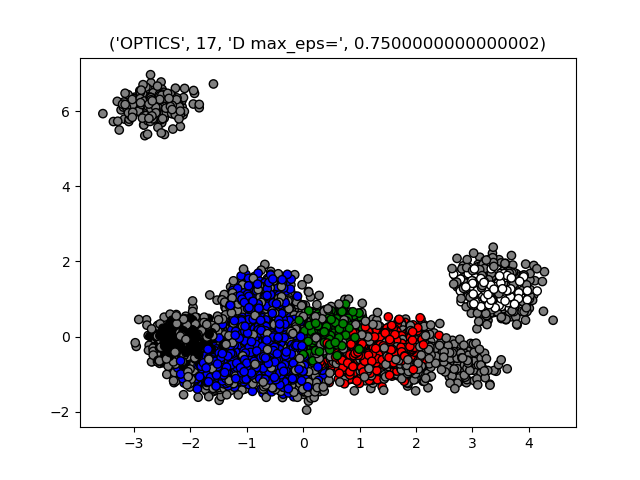 ('OPTICS', 17, 'D max_eps=', 0.7500000000000002)
6
4
2
0
−2
−3 −2 −1 0 1 2 3 4